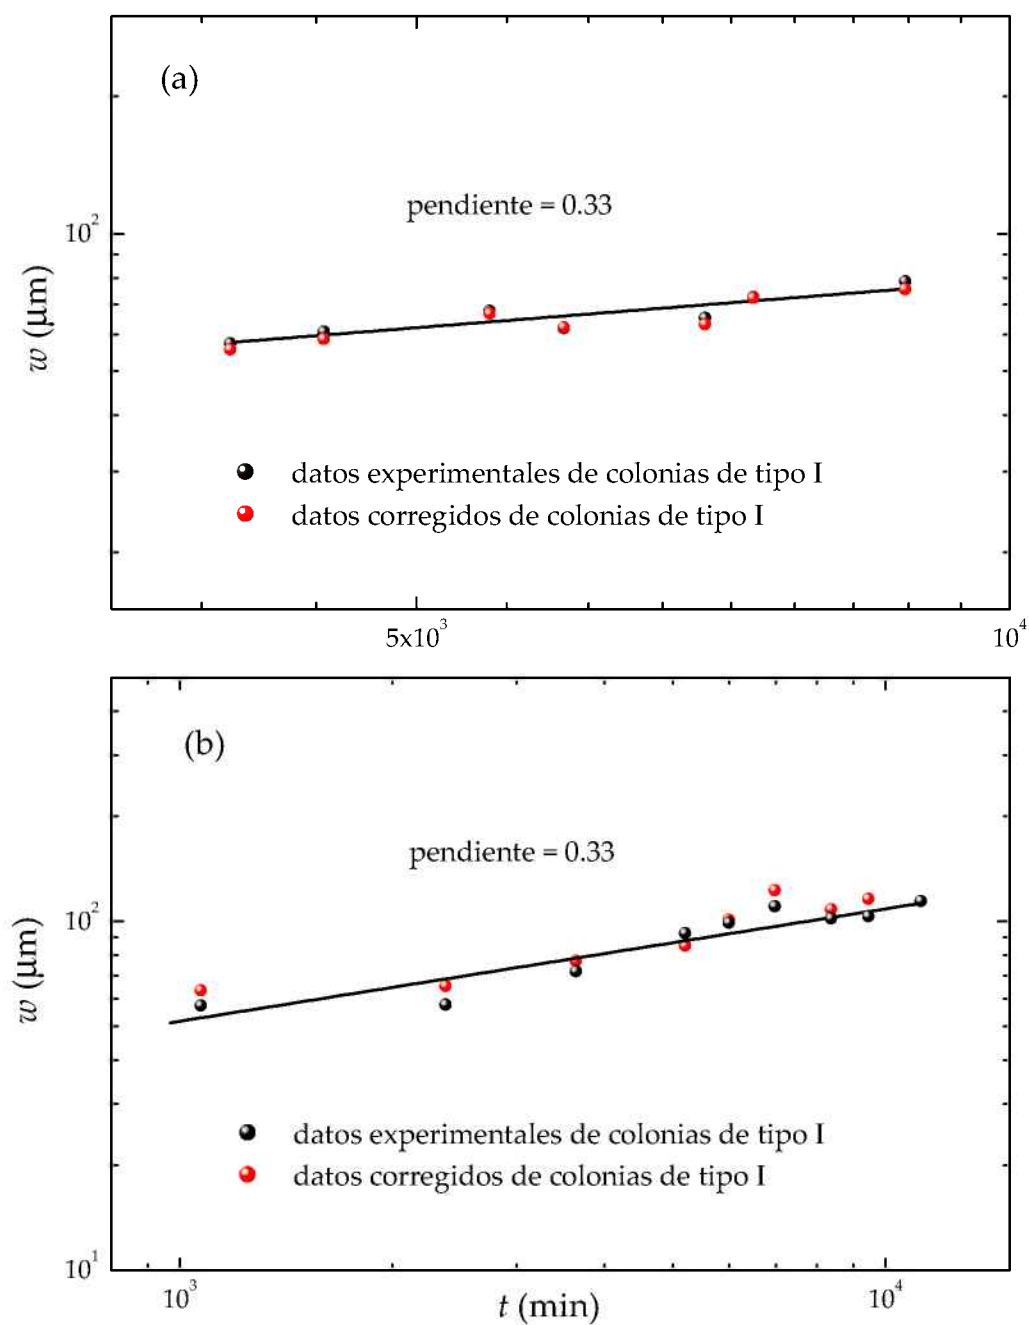 (a)
pendiente = 0.33
10²
w (µm)
datos experimentales de colonias de tipo I
datos corregidos de colonias de tipo I
5x10³
10⁴
(b)
pendiente = 0.33
10²
w (µm)
datos experimentales de colonias de tipo I
datos corregidos de colonias de tipo I
10¹
10³
t (min)
10⁴